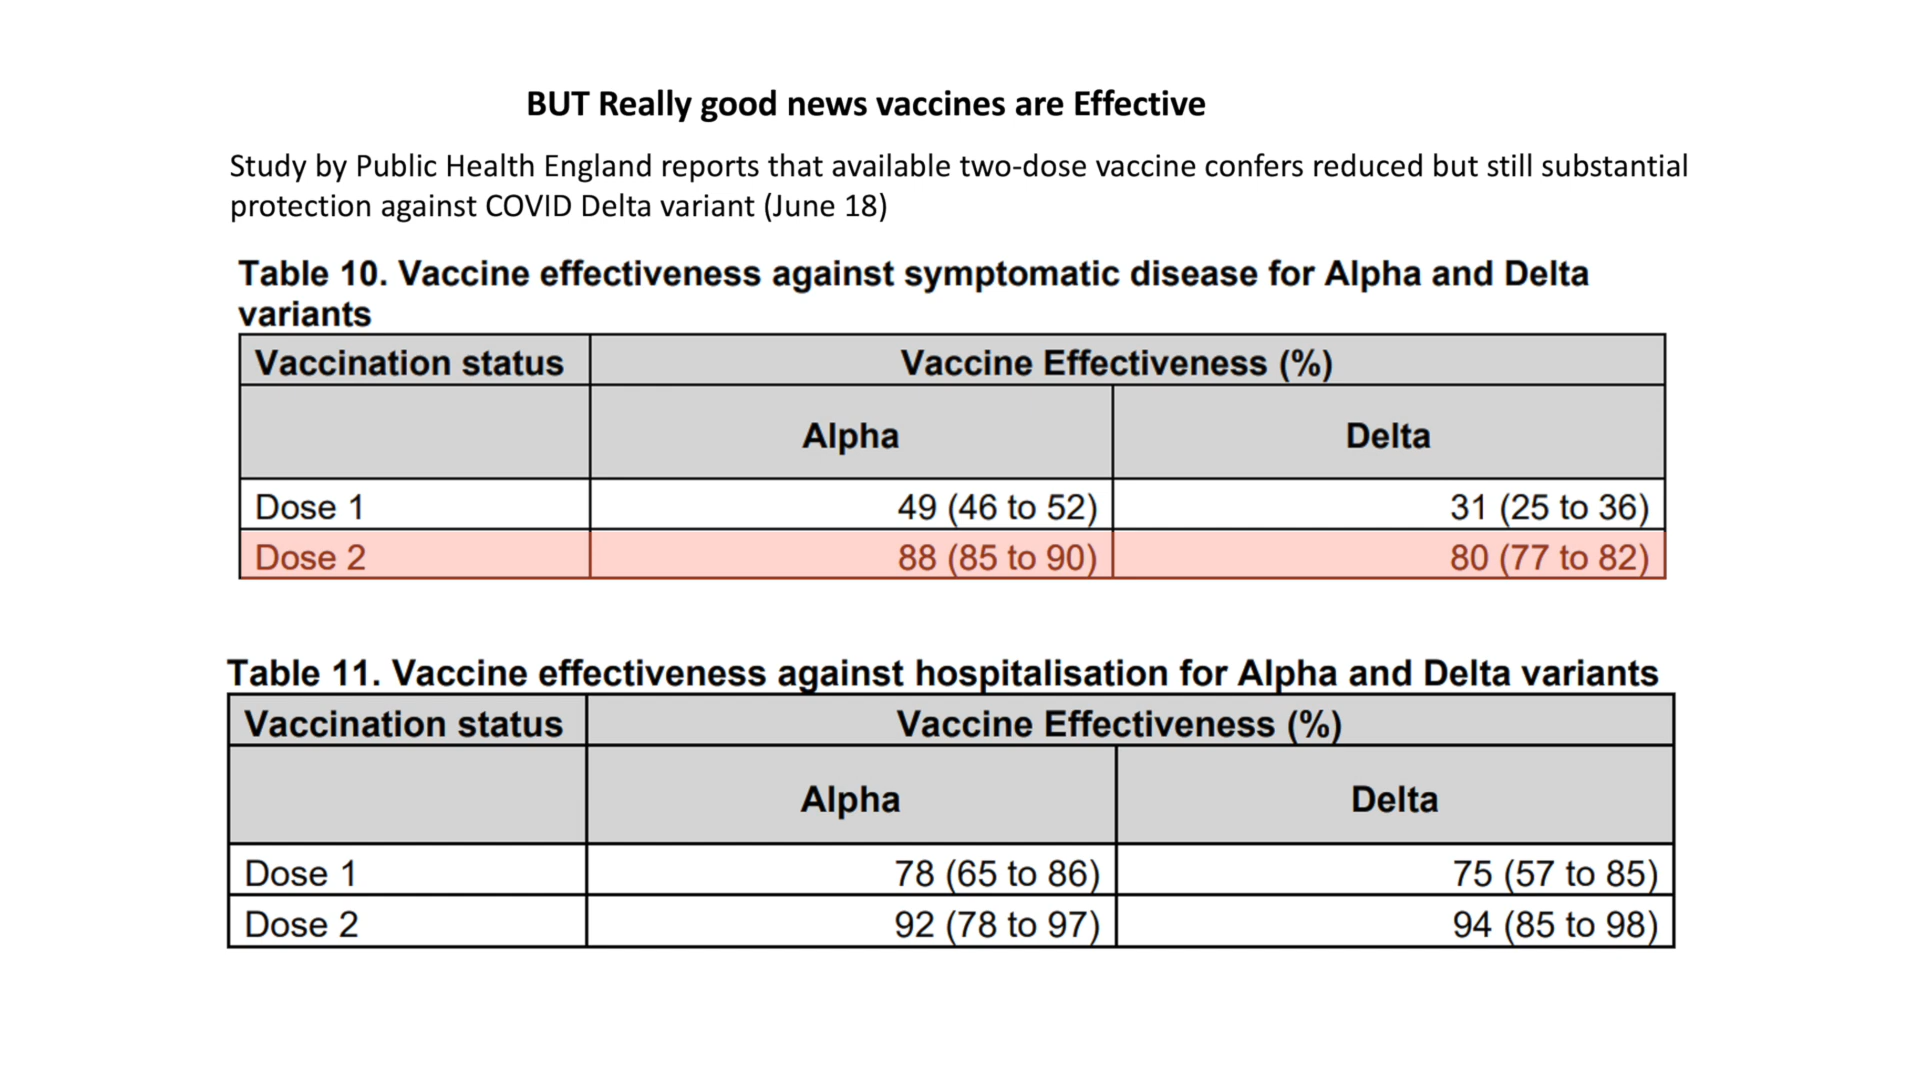 BUT Really good news vaccines are Effective
Study by Public Health England reports that available two-dose vaccine confers reduced but still substantial
protection against COVID Delta variant (June 18)
Table 10. Vaccine effectiveness against symptomatic disease for Alpha and Delta
variants
Vaccination status Vaccine Effectiveness (%)
Alpha Delta
Dose 1 49 (46 to 52) 31 (25 to 36)
Dose 2 88 (85 to 90) 80 (77 to 82)
Table 11. Vaccine effectiveness against hospitalisation for Alpha and Delta variants
Vaccination status Vaccine Effectiveness (%)
Alpha Delta
Dose 1 78 (65 to 86) 75 (57 to 85)
Dose 2 92 (78 to 97) 94 (85 to 98)